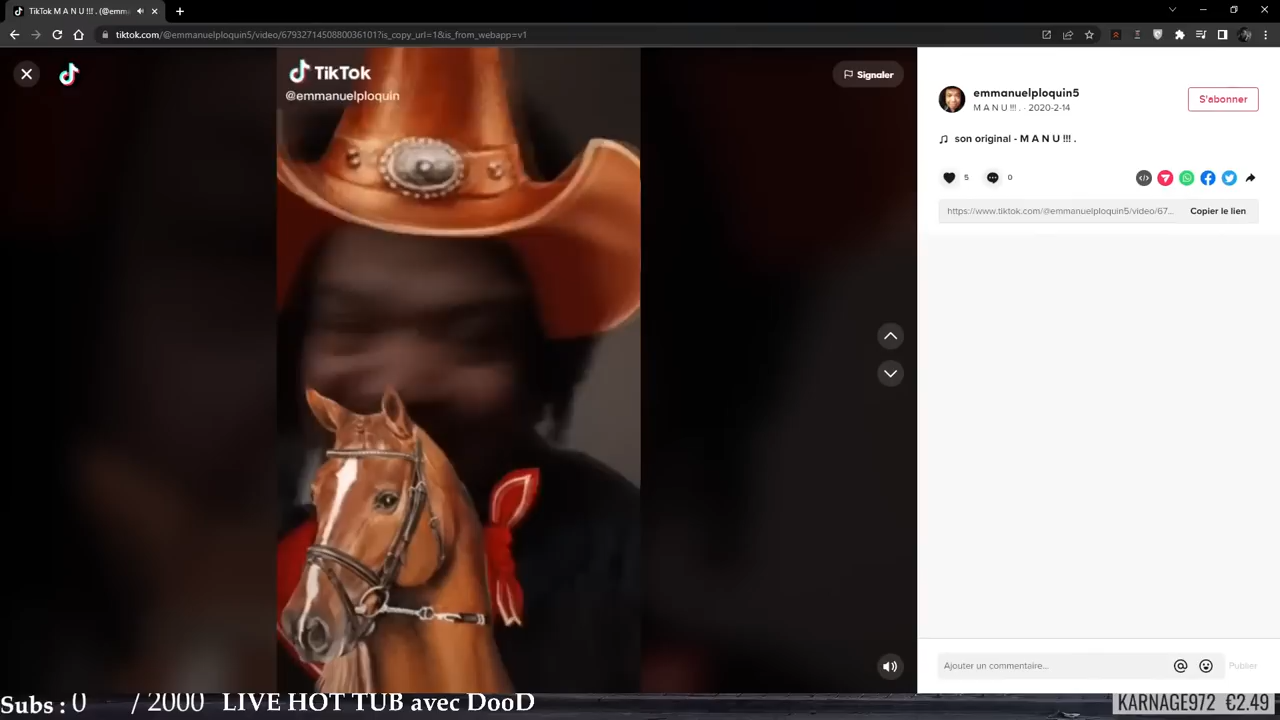 TikTok M A N U !!! . (@emm
tiktok.com/@emmanuelploquin5/video/6793271450880036101?is_copy_url=1&is_from_webapp=v1
TikTok
@emmanuelploquin
Signaler
emmanuelploquin5
M A N U !!! . · 2020-2-14
S'abonner
son original - M A N U !!! .
5
0
https://www.tiktok.com/@emmanuelploquin5/video/67...
Copier le lien
Ajouter un commentaire...
Publier
Subs : 0 / 2000 LIVE HOT TUB avec DooD
KARNAGE972 €2.49